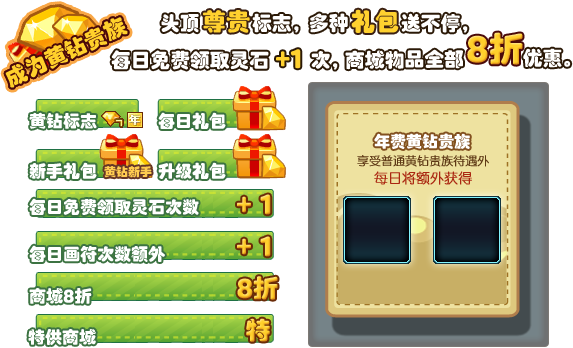 成为黄钻贵族
头顶尊贵标志，多种礼包送不停，
每日免费领取灵石+1 次，商城物品全部8折优惠。
黄钻标志 年
每日礼包
新手礼包 黄钻新手
升级礼包
每日免费领取灵石次数 +1
每日画符次数额外 +1
商城8折 8折
特供商城 特
年费黄钻贵族
享受普通黄钻贵族待遇外
每日将额外获得